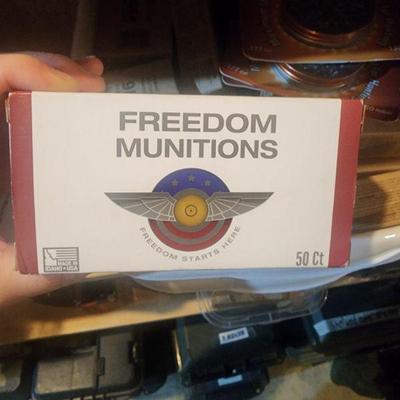 FREEDOM
MUNITIONS
FREEDOM STARTS HERE
MADE IN
IDAHO USA
50 Ct